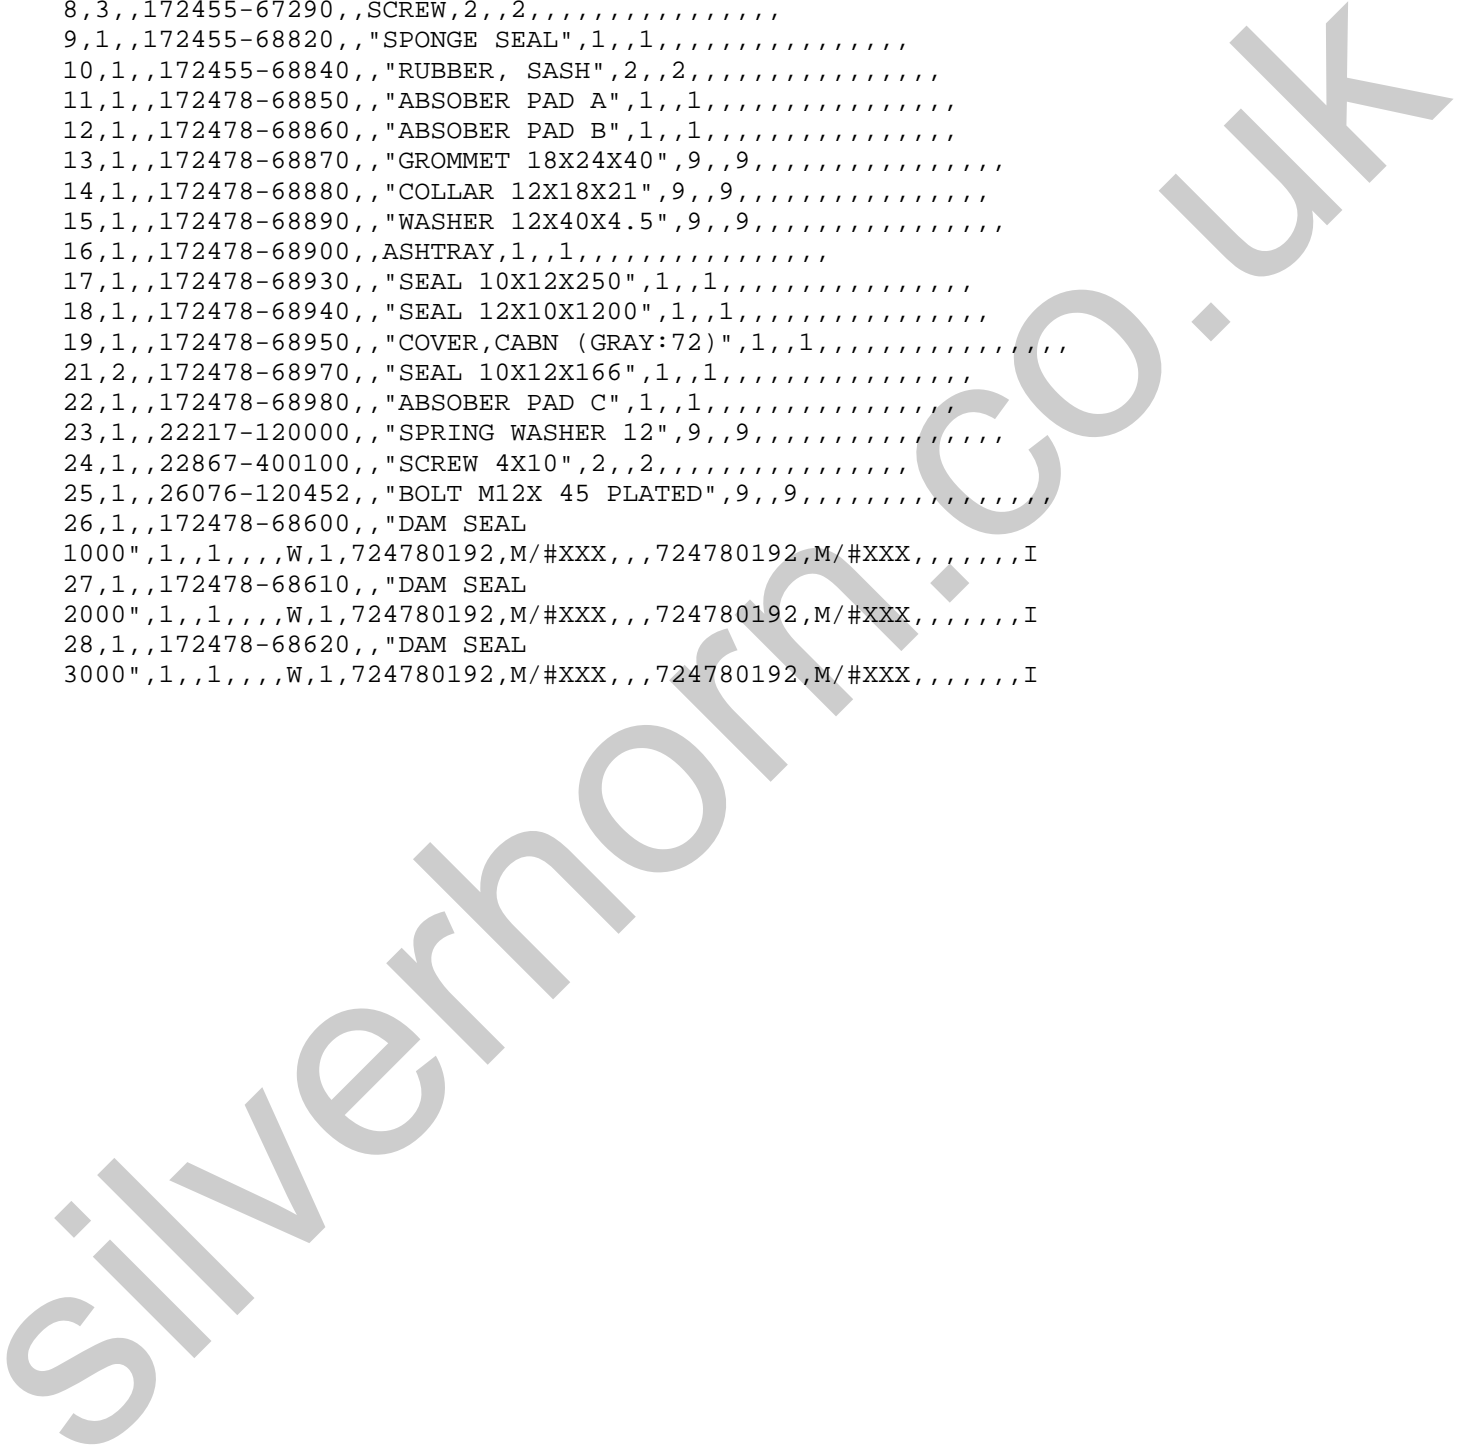 8,3,,172455-67290,,SCREW,2,,2,,,,,,,,,,,,,,,,
9,1,,172455-68820,,"SPONGE SEAL",1,,1,,,,,,,,,,,,,,,,
10,1,,172455-68840,,"RUBBER, SASH",2,,2,,,,,,,,,,,,,,,,
11,1,,172478-68850,,"ABSOBER PAD A",1,,1,,,,,,,,,,,,,,,,
12,1,,172478-68860,,"ABSOBER PAD B",1,,1,,,,,,,,,,,,,,,,
13,1,,172478-68870,,"GROMMET 18X24X40",9,,9,,,,,,,,,,,,,,,,
14,1,,172478-68880,,"COLLAR 12X18X21",9,,9,,,,,,,,,,,,,,,,
15,1,,172478-68890,,"WASHER 12X40X4.5",9,,9,,,,,,,,,,,,,,,,
16,1,,172478-68900,,ASHTRAY,1,,1,,,,,,,,,,,,,,,,
17,1,,172478-68930,,"SEAL 10X12X250",1,,1,,,,,,,,,,,,,,,,
18,1,,172478-68940,,"SEAL 12X10X1200",1,,1,,,,,,,,,,,,,,,,
19,1,,172478-68950,,"COVER,CABN (GRAY:72)",1,,1,,,,,,,,,,,,,,,,
21,2,,172478-68970,,"SEAL 10X12X166",1,,1,,,,,,,,,,,,,,,,
22,1,,172478-68980,,"ABSOBER PAD C",1,,1,,,,,,,,,,,,,,,,
23,1,,22217-120000,,"SPRING WASHER 12",9,,9,,,,,,,,,,,,,,,,
24,1,,22867-400100,,"SCREW 4X10",2,,2,,,,,,,,,,,,,,,,
25,1,,26076-120452,,"BOLT M12X 45 PLATED",9,,9,,,,,,,,,,,,,,,,
26,1,,172478-68600,,"DAM SEAL
1000",1,,1,,,,W,1,724780192,M/#XXX,,,724780192,M/#XXX,,,,,,,I
27,1,,172478-68610,,"DAM SEAL
2000",1,,1,,,,W,1,724780192,M/#XXX,,,724780192,M/#XXX,,,,,,,I
28,1,,172478-68620,,"DAM SEAL
3000",1,,1,,,,W,1,724780192,M/#XXX,,,724780192,M/#XXX,,,,,,,I
silverhorn.co.uk